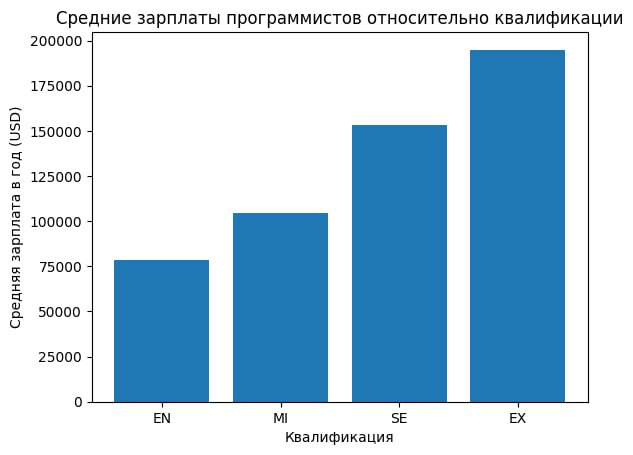 Средние зарплаты программистов относительно квалификации
Средняя зарплата в год (USD)
200000
175000
150000
125000
100000
75000
50000
25000
0
EN MI SE EX
Квалификация